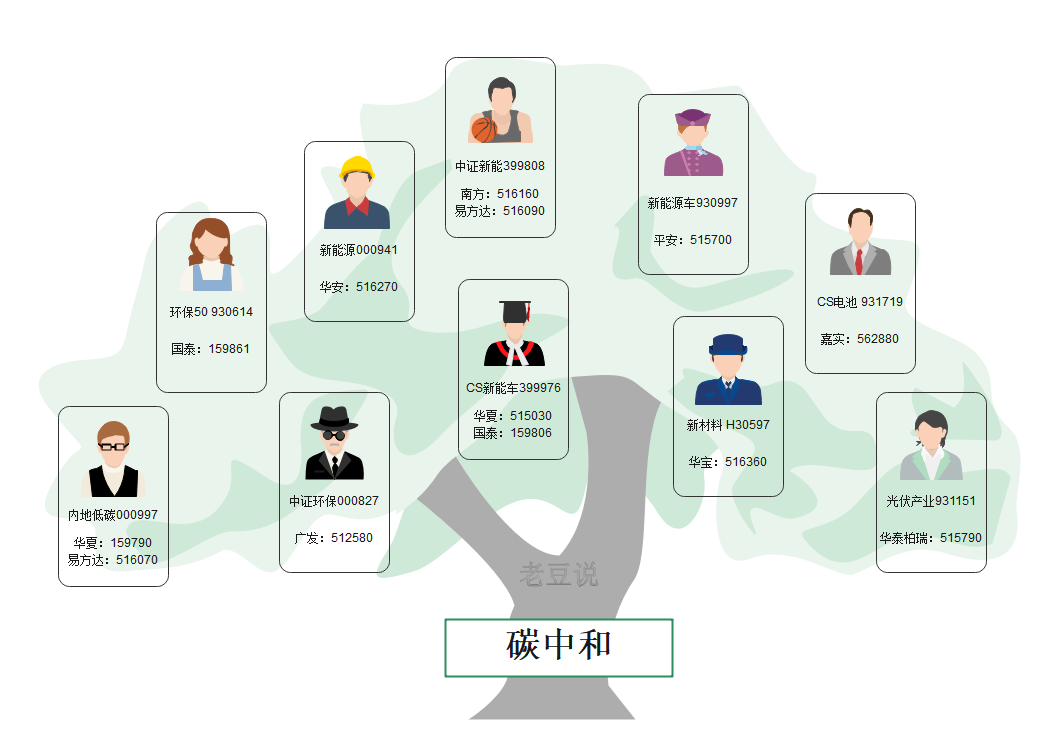 中证新能399808
南方：516160
易方达：516090
新能源车930997
平安：515700
新能源000941
华安：516270
CS电池 931719
嘉实：562880
环保50 930614
国泰：159861
CS新能车399976
华夏：515030
国泰：159806
新材料 H30597
华宝：516360
内地低碳000997
华夏：159790
易方达：516070
中证环保000827
广发：512580
光伏产业931151
华泰柏瑞：515790
老豆说
碳中和